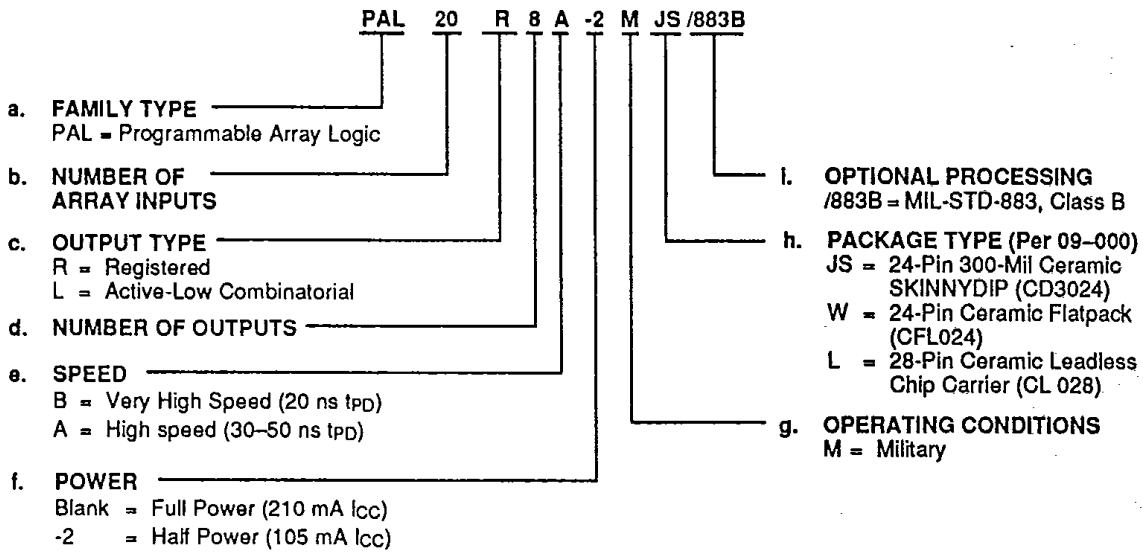 PAL 20 R 8 A -2 M JS /883B
a. FAMILY TYPE
PAL = Programmable Array Logic
b. NUMBER OF
ARRAY INPUTS
c. OUTPUT TYPE
R = Registered
L = Active-Low Combinatorial
d. NUMBER OF OUTPUTS
e. SPEED
B = Very High Speed (20 ns tPD)
A = High speed (30–50 ns tPD)
f. POWER
Blank = Full Power (210 mA ICC)
-2 = Half Power (105 mA ICC)
i. OPTIONAL PROCESSING
/883B = MIL-STD-883, Class B
h. PACKAGE TYPE (Per 09–000)
JS = 24-Pin 300-Mil Ceramic
SKINNYDIP (CD3024)
W = 24-Pin Ceramic Flatpack
(CFL024)
L = 28-Pin Ceramic Leadless
Chip Carrier (CL 028)
g. OPERATING CONDITIONS
M = Military